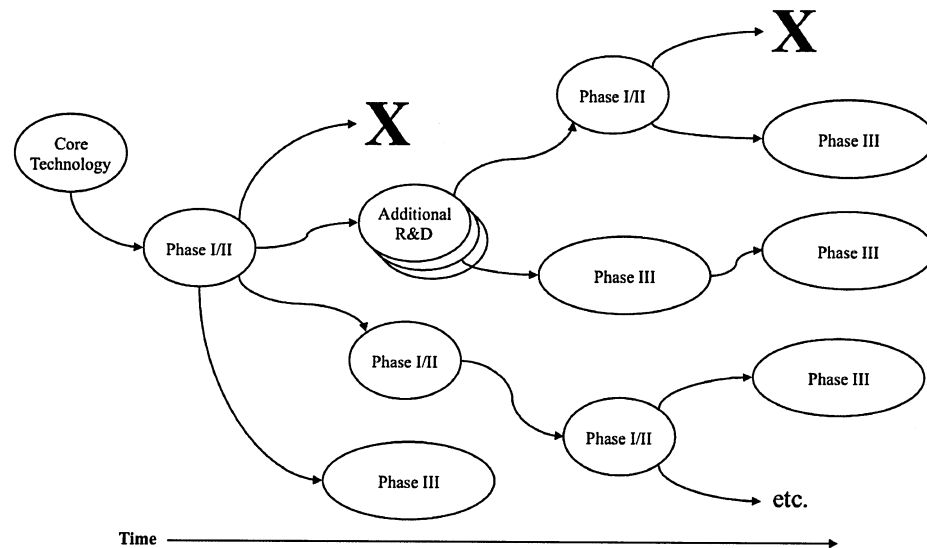 X
Phase I/II
X
Phase III
Core
Technology
Additional
R&D
Phase I/II
Phase III
Phase III
Phase I/II
Phase III
Phase I/II
Phase III
etc.
Time